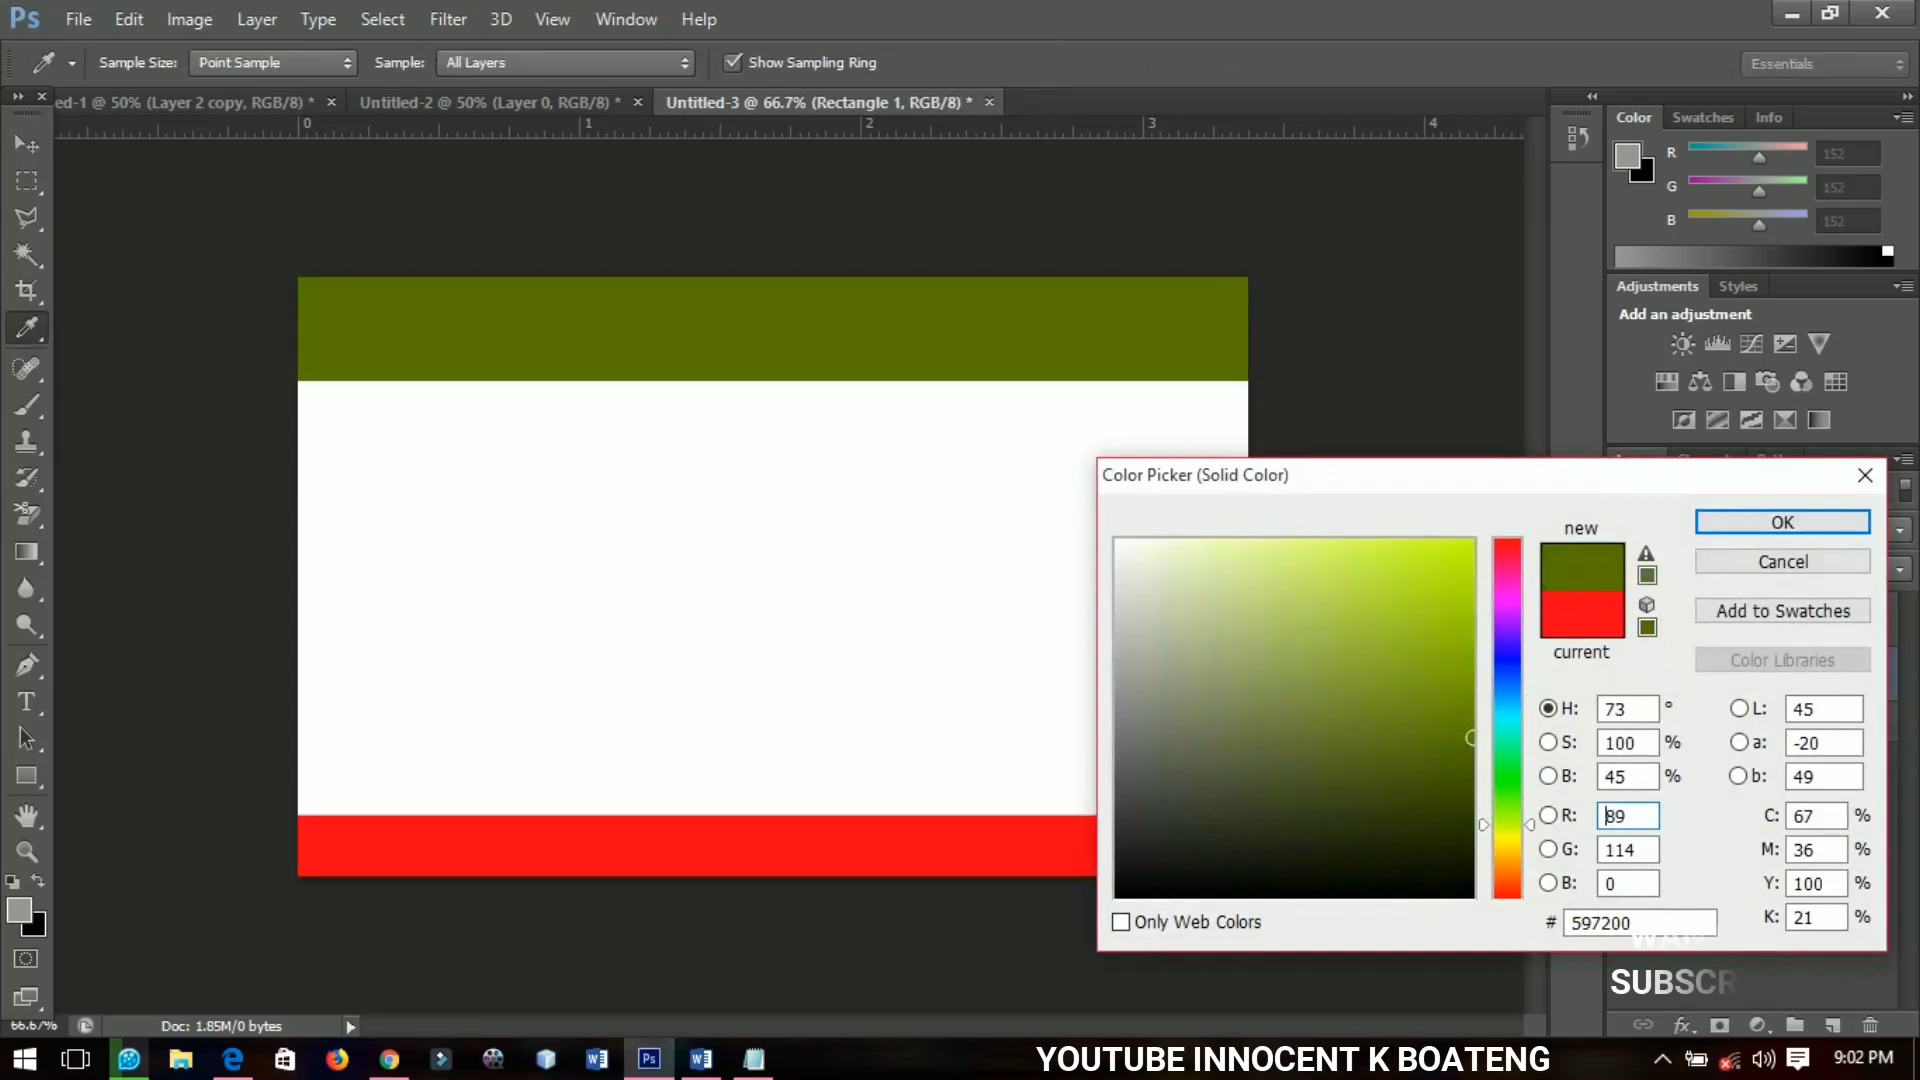 Ps File Edit Image Layer Type Select Filter 3D View Window Help
Sample Size: Point Sample Sample: All Layers Show Sampling Ring Essentials
ed-1 @ 50% (Layer 2 copy, RGB/8) * × Untitled-2 @ 50% (Layer 0, RGB/8) * × Untitled-3 @ 66.7% (Rectangle 1, RGB/8) * ×
0 1 2 3 4
Color Swatches Info
R 152
G 152
B 152
Adjustments Styles
Add an adjustment
Color Picker (Solid Color)
new
current
OK
Cancel
Add to Swatches
Color Libraries
H: 73 ° L: 45
S: 100 % a: -20
B: 45 % b: 49
R: 89 C: 67 %
G: 114 M: 36 %
B: 0 Y: 100 %
# 597200 K: 21 %
Only Web Colors
SUBSCR
66.67% Doc: 1.85M/0 bytes
fx
YOUTUBE INNOCENT K BOATENG
9:02 PM